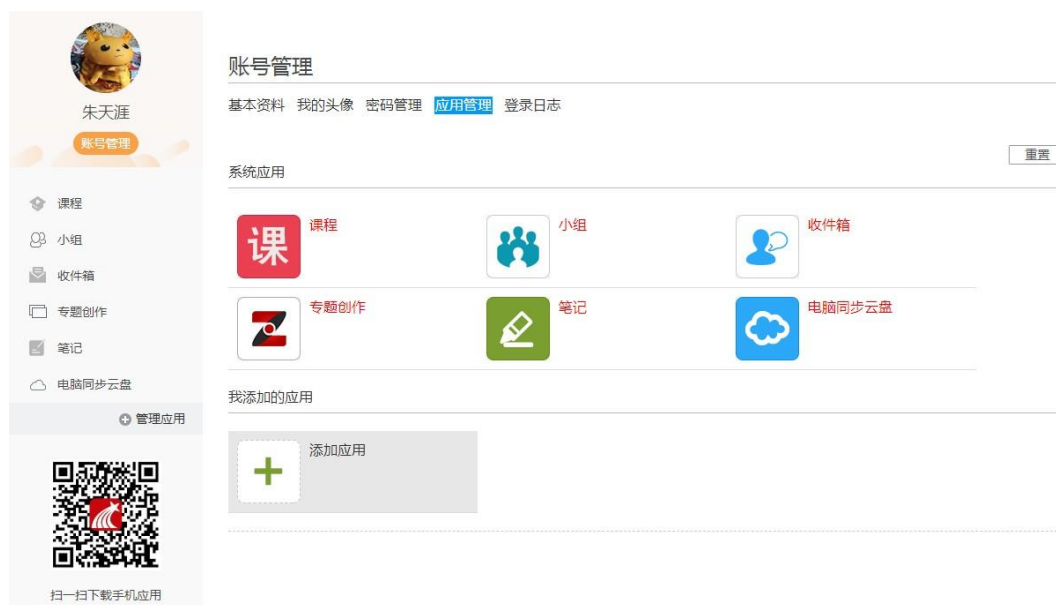 朱天涯
账号管理
课程
小组
收件箱
专题创作
笔记
电脑同步云盘
管理应用
扫一扫下载手机应用
账号管理
基本资料 我的头像 密码管理 应用管理 登录日志
重置
系统应用
课 课程 小组 收件箱
专题创作 笔记 电脑同步云盘
我添加的应用
添加应用